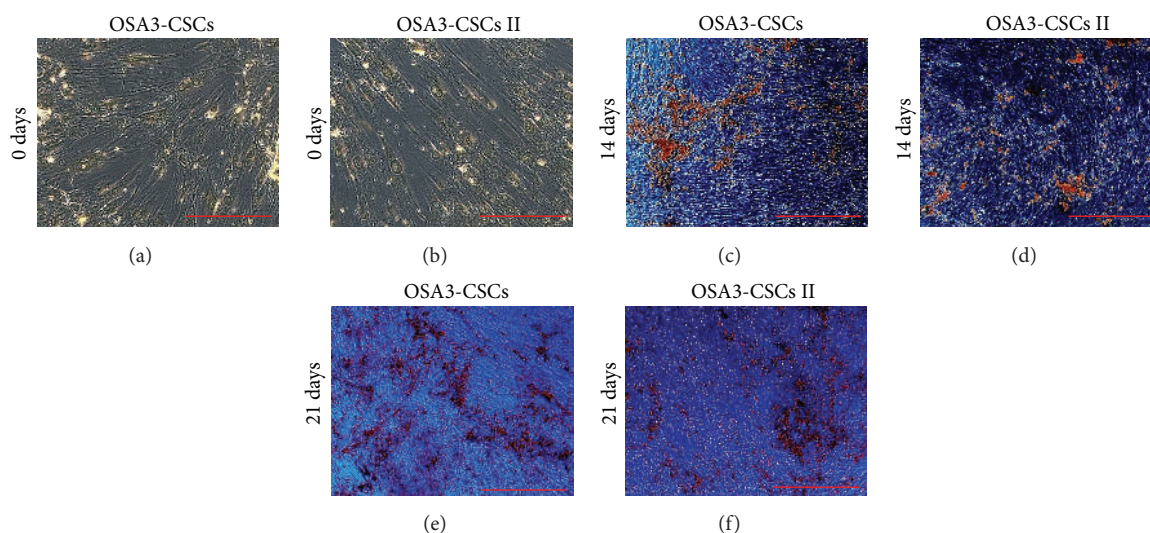 OSA3-CSCs
0 days
(a)
OSA3-CSCs II
0 days
(b)
OSA3-CSCs
14 days
(c)
OSA3-CSCs II
14 days
(d)
OSA3-CSCs
21 days
(e)
OSA3-CSCs II
21 days
(f)